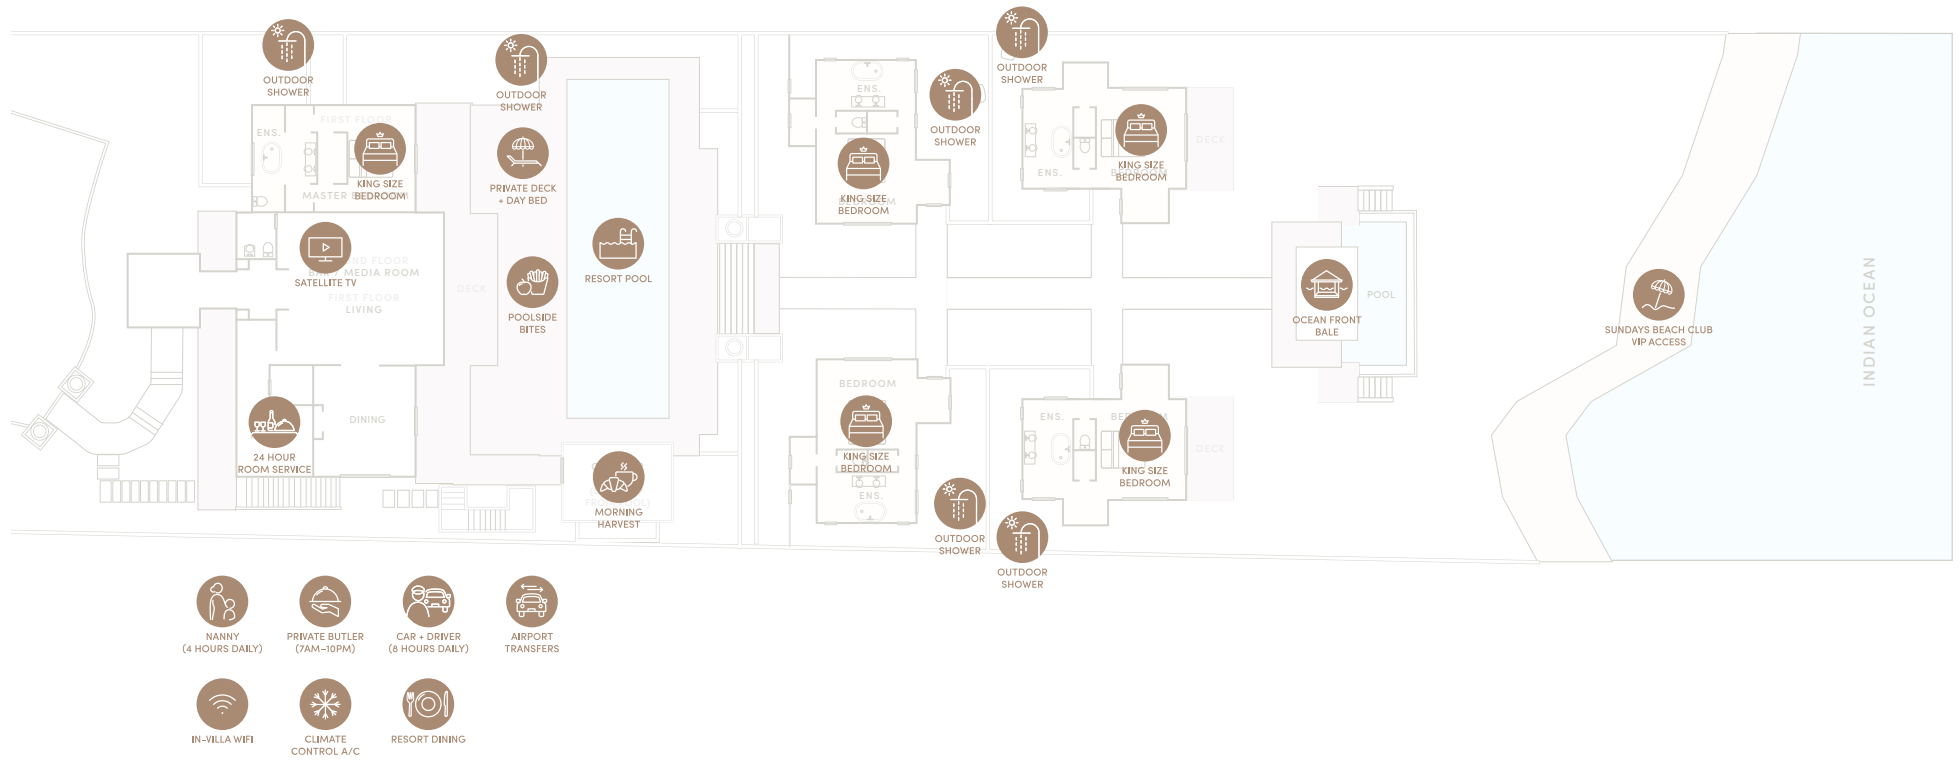 OUTDOOR
SHOWER
OUTDOOR
SHOWER
OUTDOOR
SHOWER
OUTDOOR
SHOWER
ENS.
FIRST FLOOR
KING SIZE
BEDROOM
MASTER
PRIVATE DECK
+ DAY BED
ENS.
KING SIZE
BEDROOM
BEDROOM
KING SIZE
BEDROOM
BEDROOM
ENS.
DECK
SATELLITE TV
MEDIA ROOM
FIRST FLOOR
LIVING
DECK
POOLSIDE
BITES
RESORT POOL
OCEAN FRONT
BALE
POOL
SUNDAYS BEACH CLUB
VIP ACCESS
INDIAN OCEAN
24 HOUR
ROOM SERVICE
DINING
MORNING
HARVEST
BEDROOM
KING SIZE
BEDROOM
ENS.
ENS.
BEDROOM
KING SIZE
BEDROOM
DECK
OUTDOOR
SHOWER
OUTDOOR
SHOWER
NANNY
(4 HOURS DAILY)
PRIVATE BUTLER
(7AM–10PM)
CAR + DRIVER
(8 HOURS DAILY)
AIRPORT
TRANSFERS
IN-VILLA WIFI
CLIMATE
CONTROL A/C
RESORT DINING